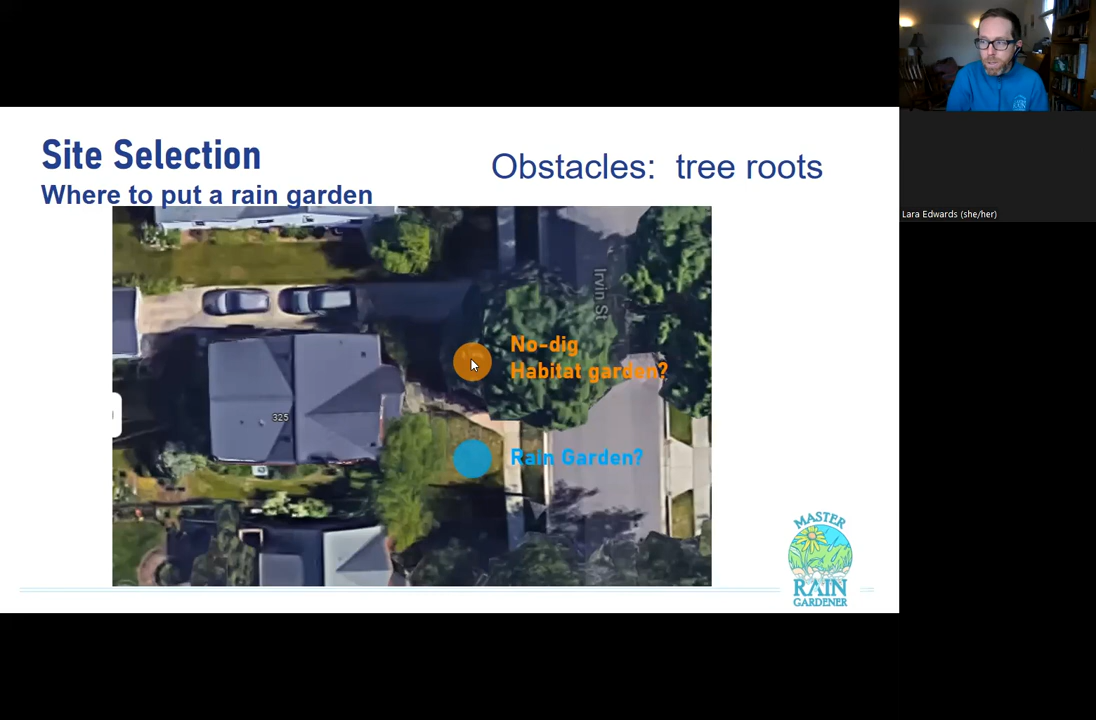 Site Selection
Where to put a rain garden
Obstacles: tree roots
Irvin St
No-dig
Habitat garden?
325
Rain Garden?
MASTER
RAIN
GARDENER
Lara Edwards (she/her)